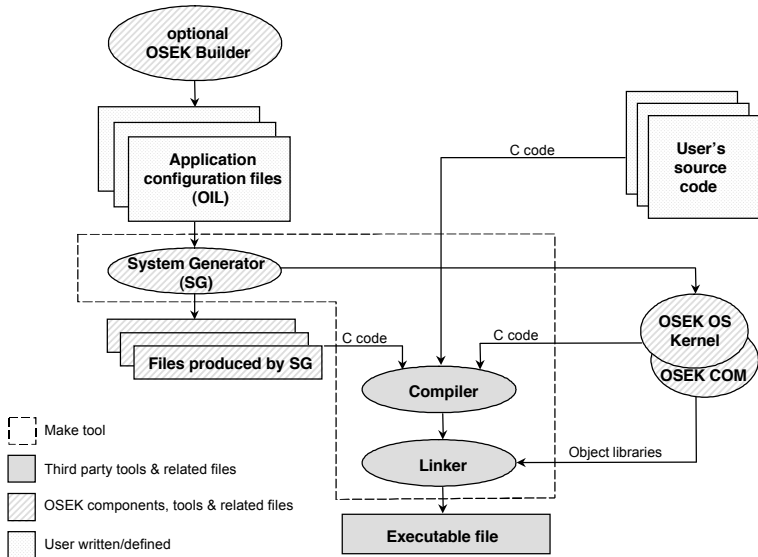 optional
OSEK Builder
Application
configuration files
(OIL)
C code
User's
source
code
System Generator
(SG)
Files produced by SG
C code
C code
OSEK OS
Kernel
OSEK COM
Compiler
Linker
Object libraries
Executable file
Make tool
Third party tools & related files
OSEK components, tools & related files
User written/defined